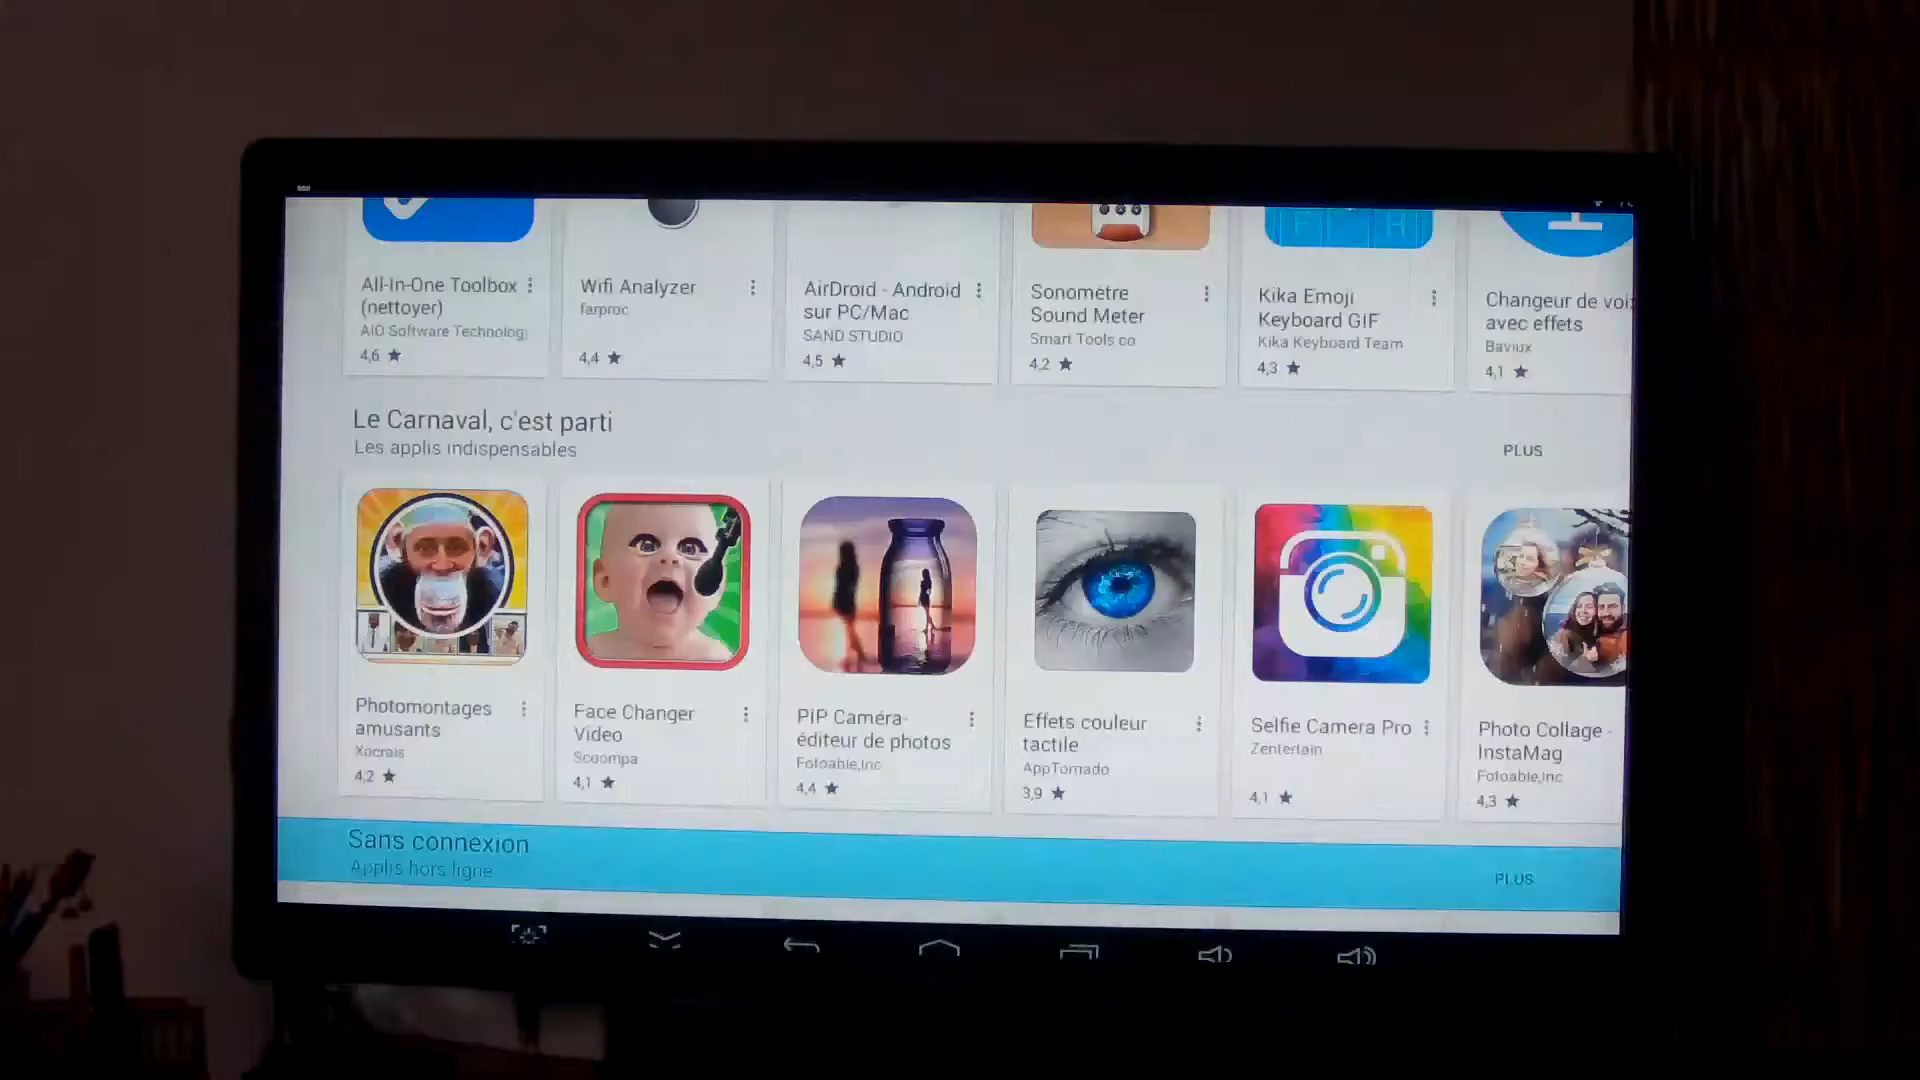 All-In-One Toolbox
(nettoyer)
AIO Software Technolog
4,6 ★
Wifi Analyzer
farproc
4,4 ★
AirDroid - Android
sur PC/Mac
SAND STUDIO
4,5 ★
Sonomètre
Sound Meter
Smart Tools co
4,2 ★
Kika Emoji
Keyboard GIF
Kika Keyboard Team
4,3 ★
Changeur de voi
avec effets
Baviux
4,1 ★
Le Carnaval, c'est parti
Les applis indispensables
PLUS
Photomontages
amusants
Xocrais
4,2 ★
Face Changer
Video
Scoompa
4,1 ★
PIP Caméra-
éditeur de photos
Fotoable,Inc
4,4 ★
Effets couleur
tactile
AppTornado
3,9 ★
Selfie Camera Pro
Zentertain
4,1 ★
Photo Collage -
InstaMag
Fotoable,Inc
4,3 ★
Sans connexion
Applis hors ligne
PLUS